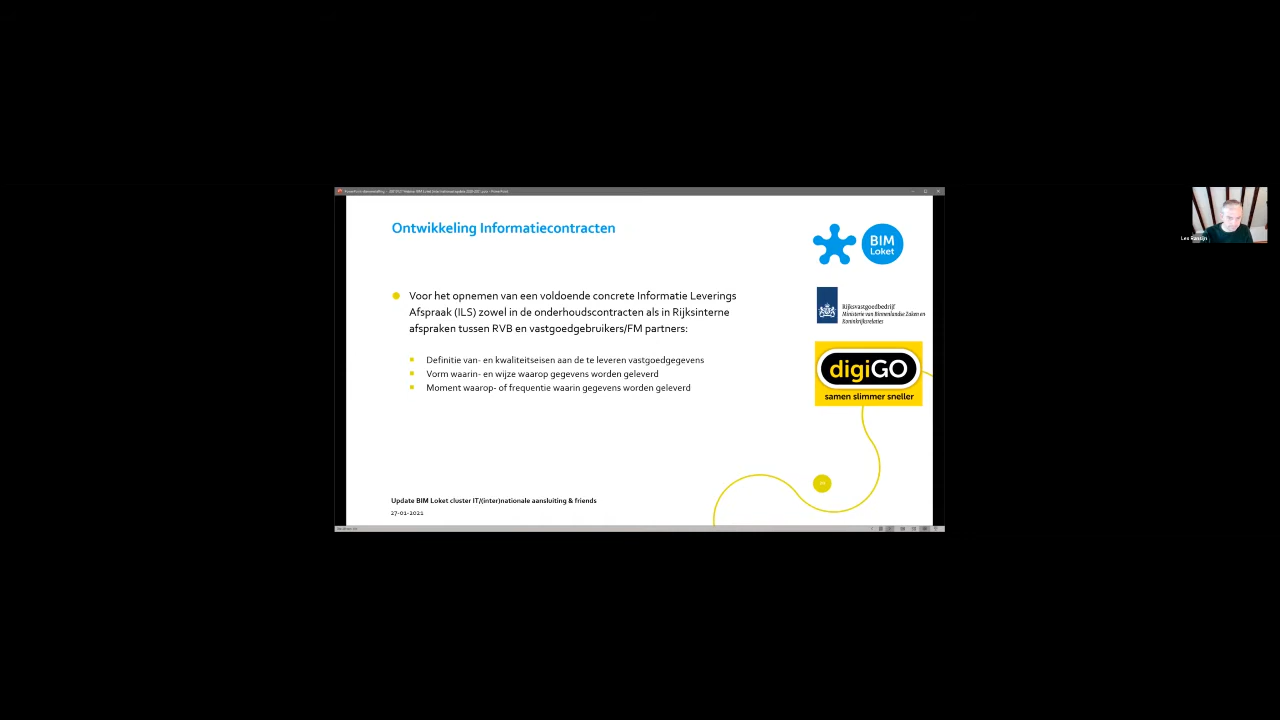 Ontwikkeling Informatiecontracten
BIM
Loket
Voor het opnemen van een voldoende concrete Informatie Leverings
Afspraak (ILS) zowel in de onderhoudscontracten als in Rijksinterne
afspraken tussen RVB en vastgoedgebruikers/FM partners:
Rijksvastgoedbedrijf
Ministerie van Binnenlandse Zaken en
Koninkrijksrelaties
Definitie van- en kwaliteitseisen aan de te leveren vastgoedgegevens
Vorm waarin- en wijze waarop gegevens worden geleverd
Moment waarop- of frequentie waarin gegevens worden geleverd
digiGO
samen slimmer sneller
Update BIM Loket cluster IT/(inter)nationale aansluiting & friends
27-01-2021